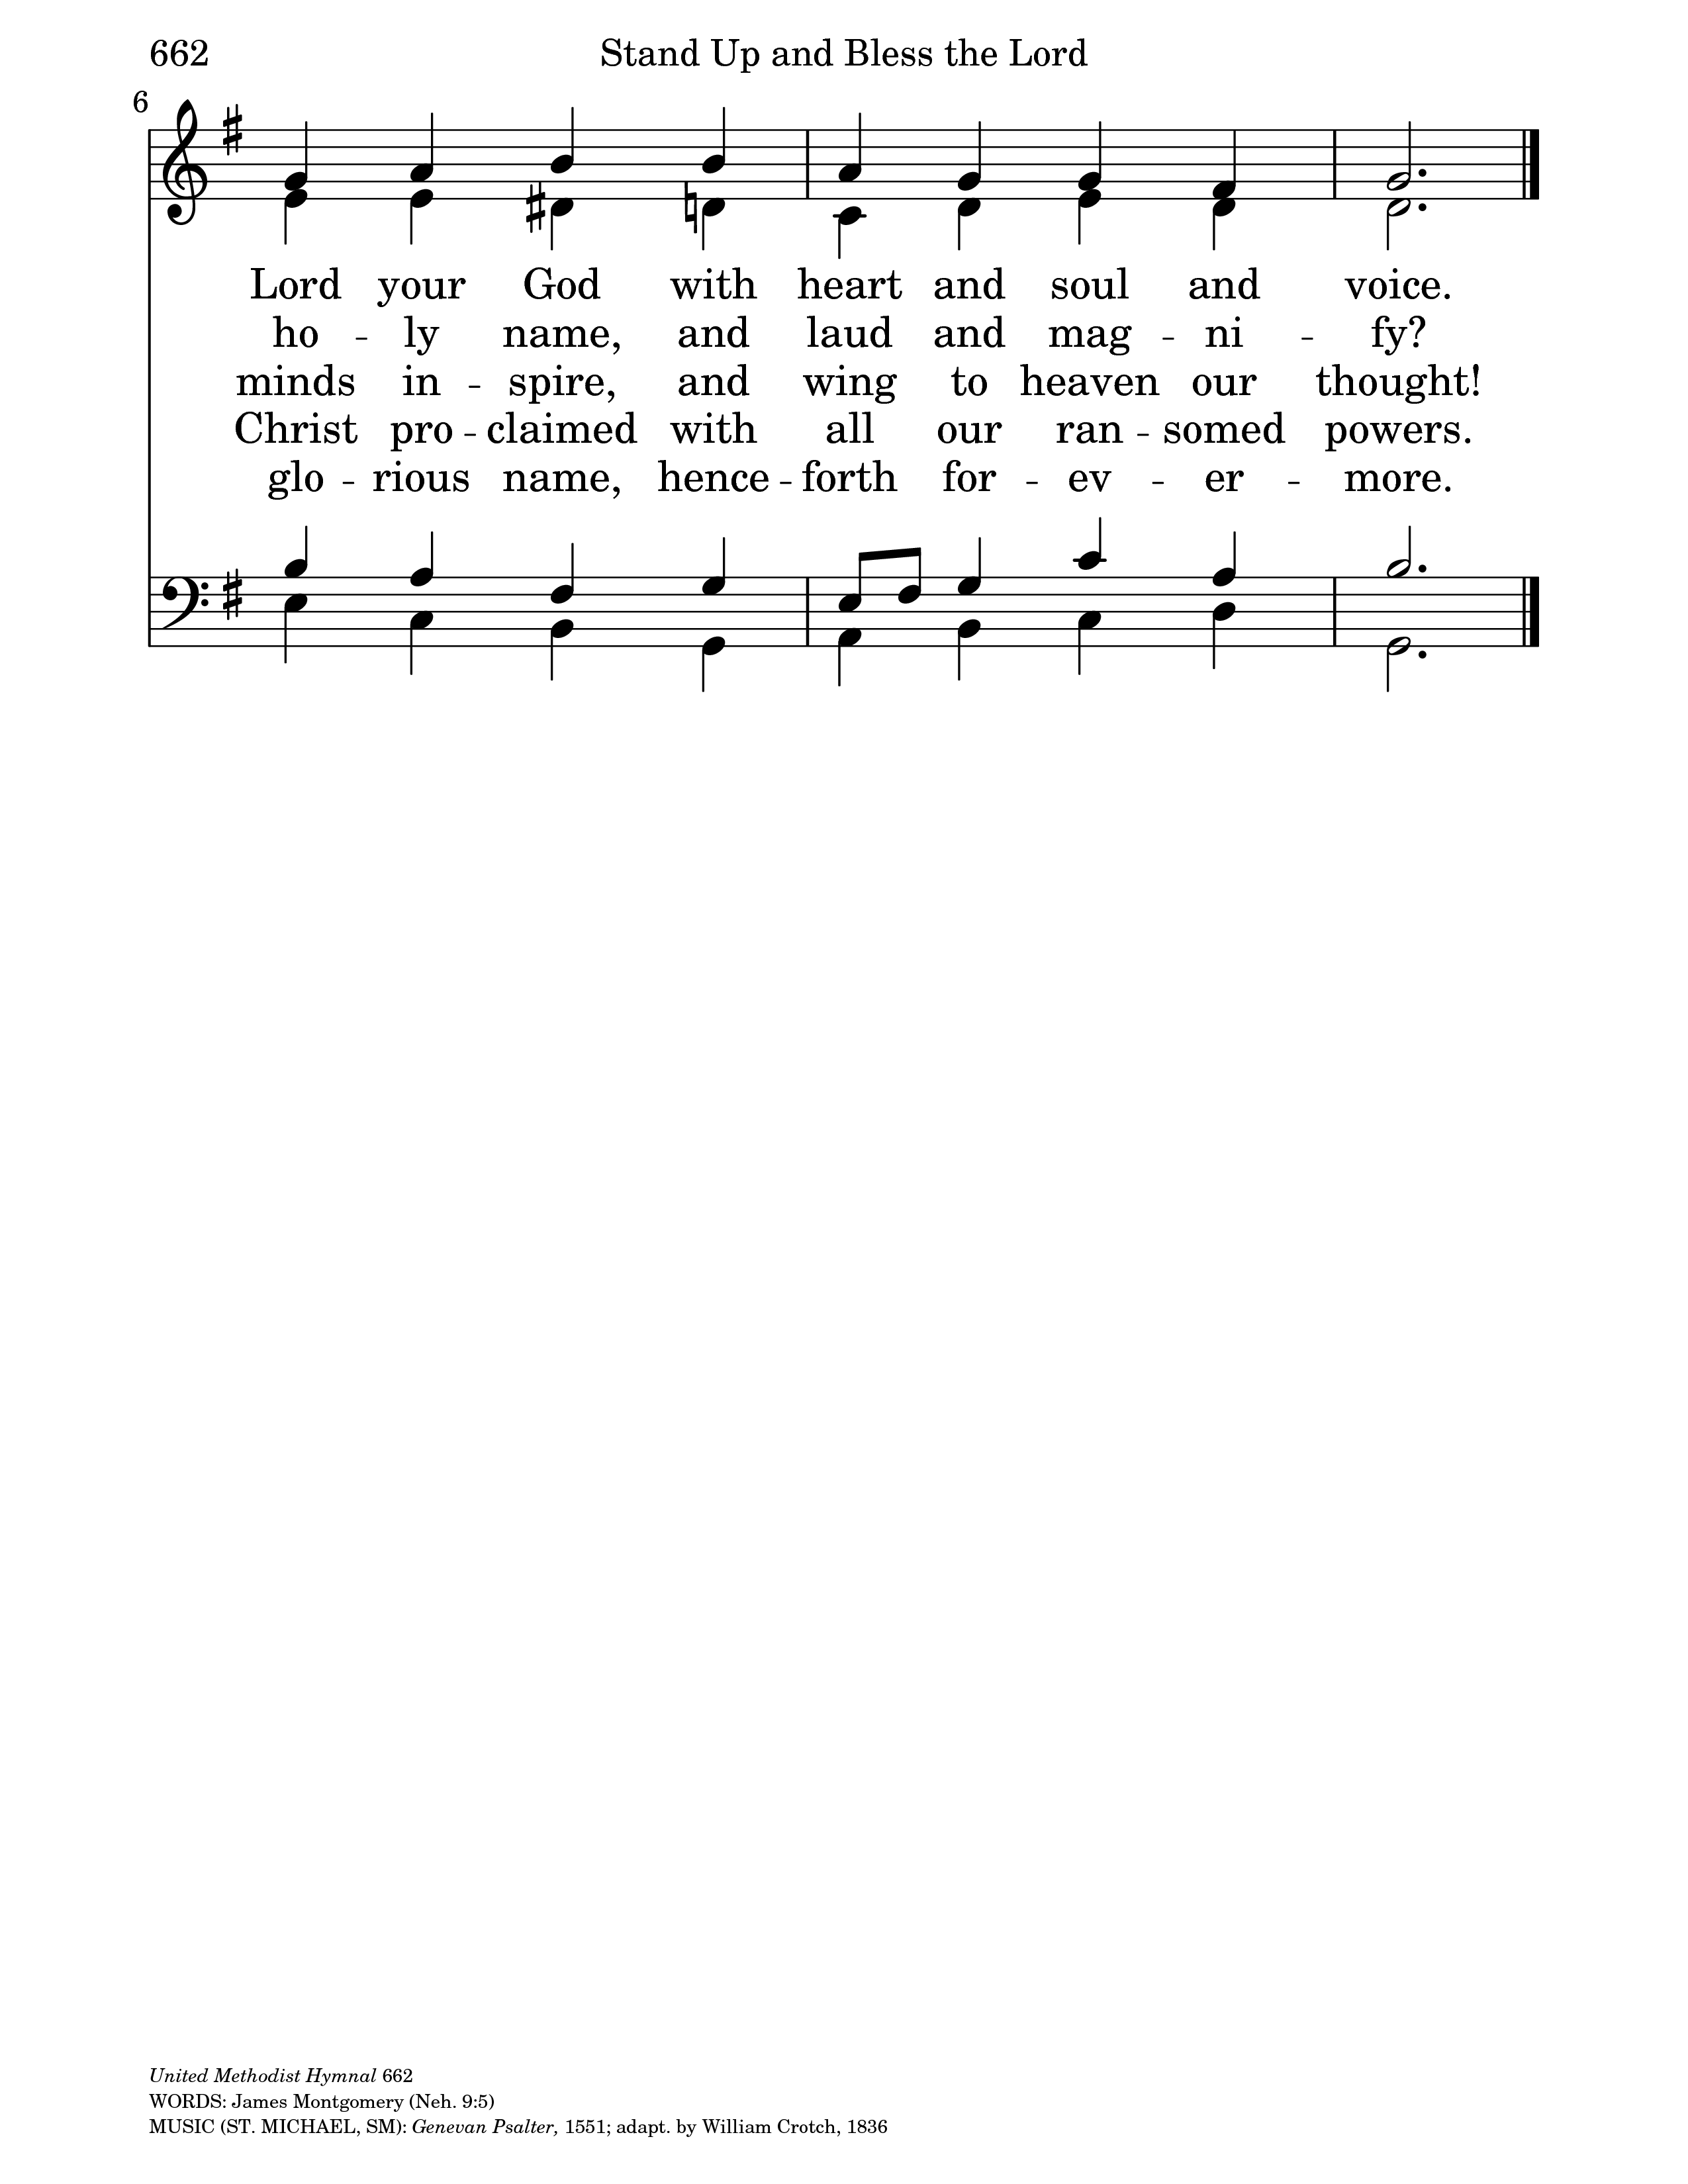 662 Stand Up and Bless the Lord
6
Lord your God with heart and soul and voice.
ho -- ly name, and laud and mag -- ni -- fy?
minds in -- spire, and wing to heaven our thought!
Christ pro -- claimed with all our ran -- somed powers.
glo -- rious name, hence -- forth for -- ev -- er -- more.
United Methodist Hymnal 662
WORDS: James Montgomery (Neh. 9:5)
MUSIC (ST. MICHAEL, SM): Genevan Psalter, 1551; adapt. by William Crotch, 1836